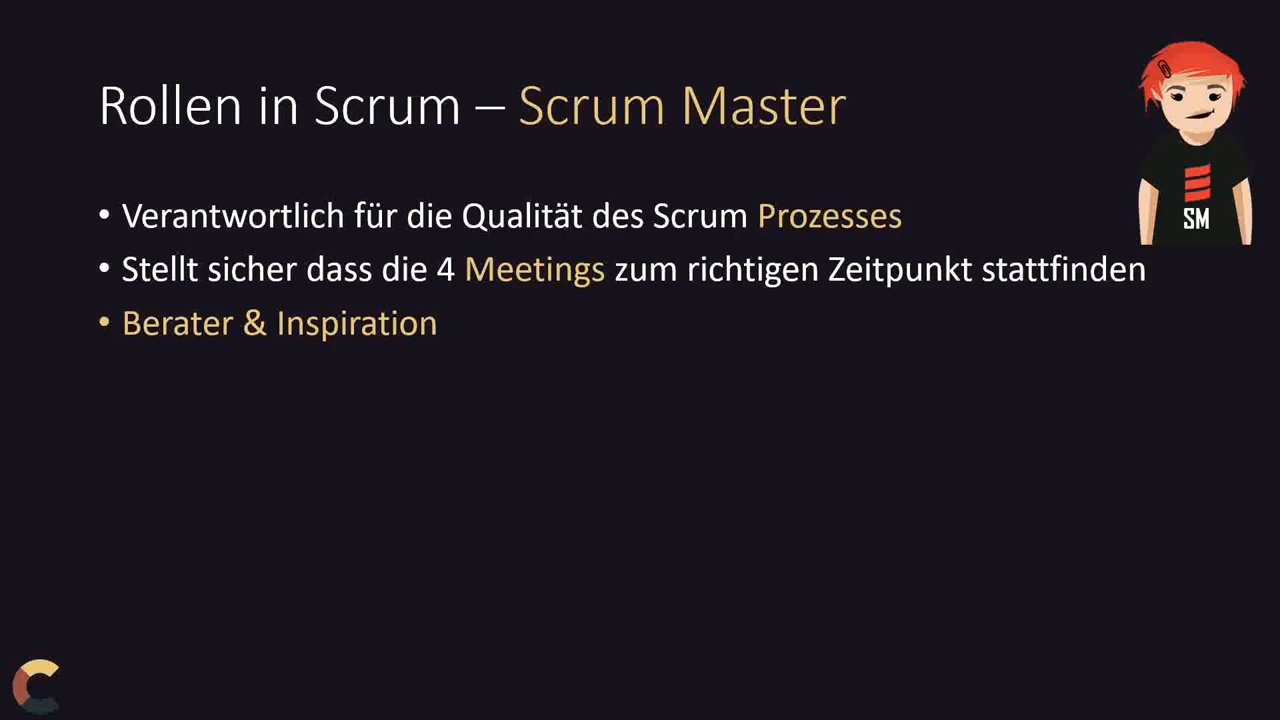 Rollen in Scrum – Scrum Master
• Verantwortlich für die Qualität des Scrum Prozesses
• Stellt sicher dass die 4 Meetings zum richtigen Zeitpunkt stattfinden
• Berater & Inspiration
SM